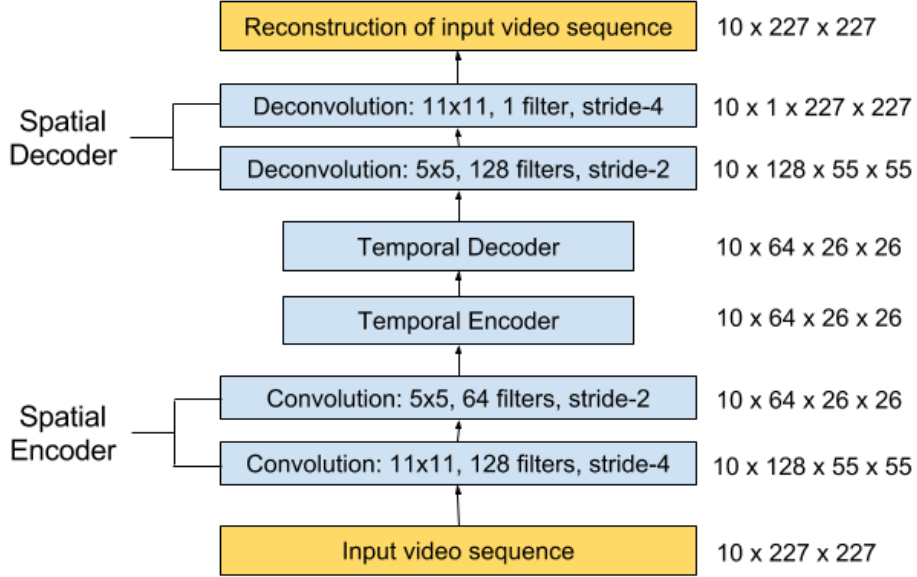 Reconstruction of input video sequence 10 x 227 x 227
Deconvolution: 11x11, 1 filter, stride-4 10 x 1 x 227 x 227
Spatial
Decoder
Deconvolution: 5x5, 128 filters, stride-2 10 x 128 x 55 x 55
Temporal Decoder 10 x 64 x 26 x 26
Temporal Encoder 10 x 64 x 26 x 26
Convolution: 5x5, 64 filters, stride-2 10 x 64 x 26 x 26
Spatial
Encoder
Convolution: 11x11, 128 filters, stride-4 10 x 128 x 55 x 55
Input video sequence 10 x 227 x 227